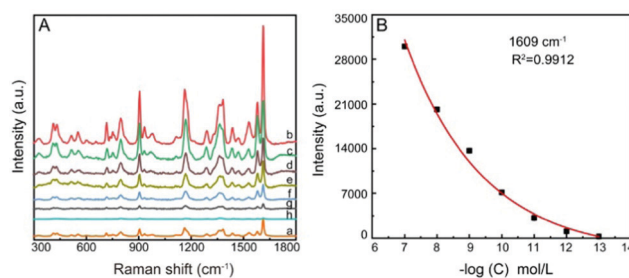 A
Intensity (a.u.)
b
c
d
e
f
g
h
a
300 600 900 1200 1500 1800
Raman shift (cm⁻¹)
B
35000
28000
21000
14000
7000
0
Intensity (a.u.)
1609 cm⁻¹
R²=0.9912
6 7 8 9 10 11 12 13 14
-log (C) mol/L